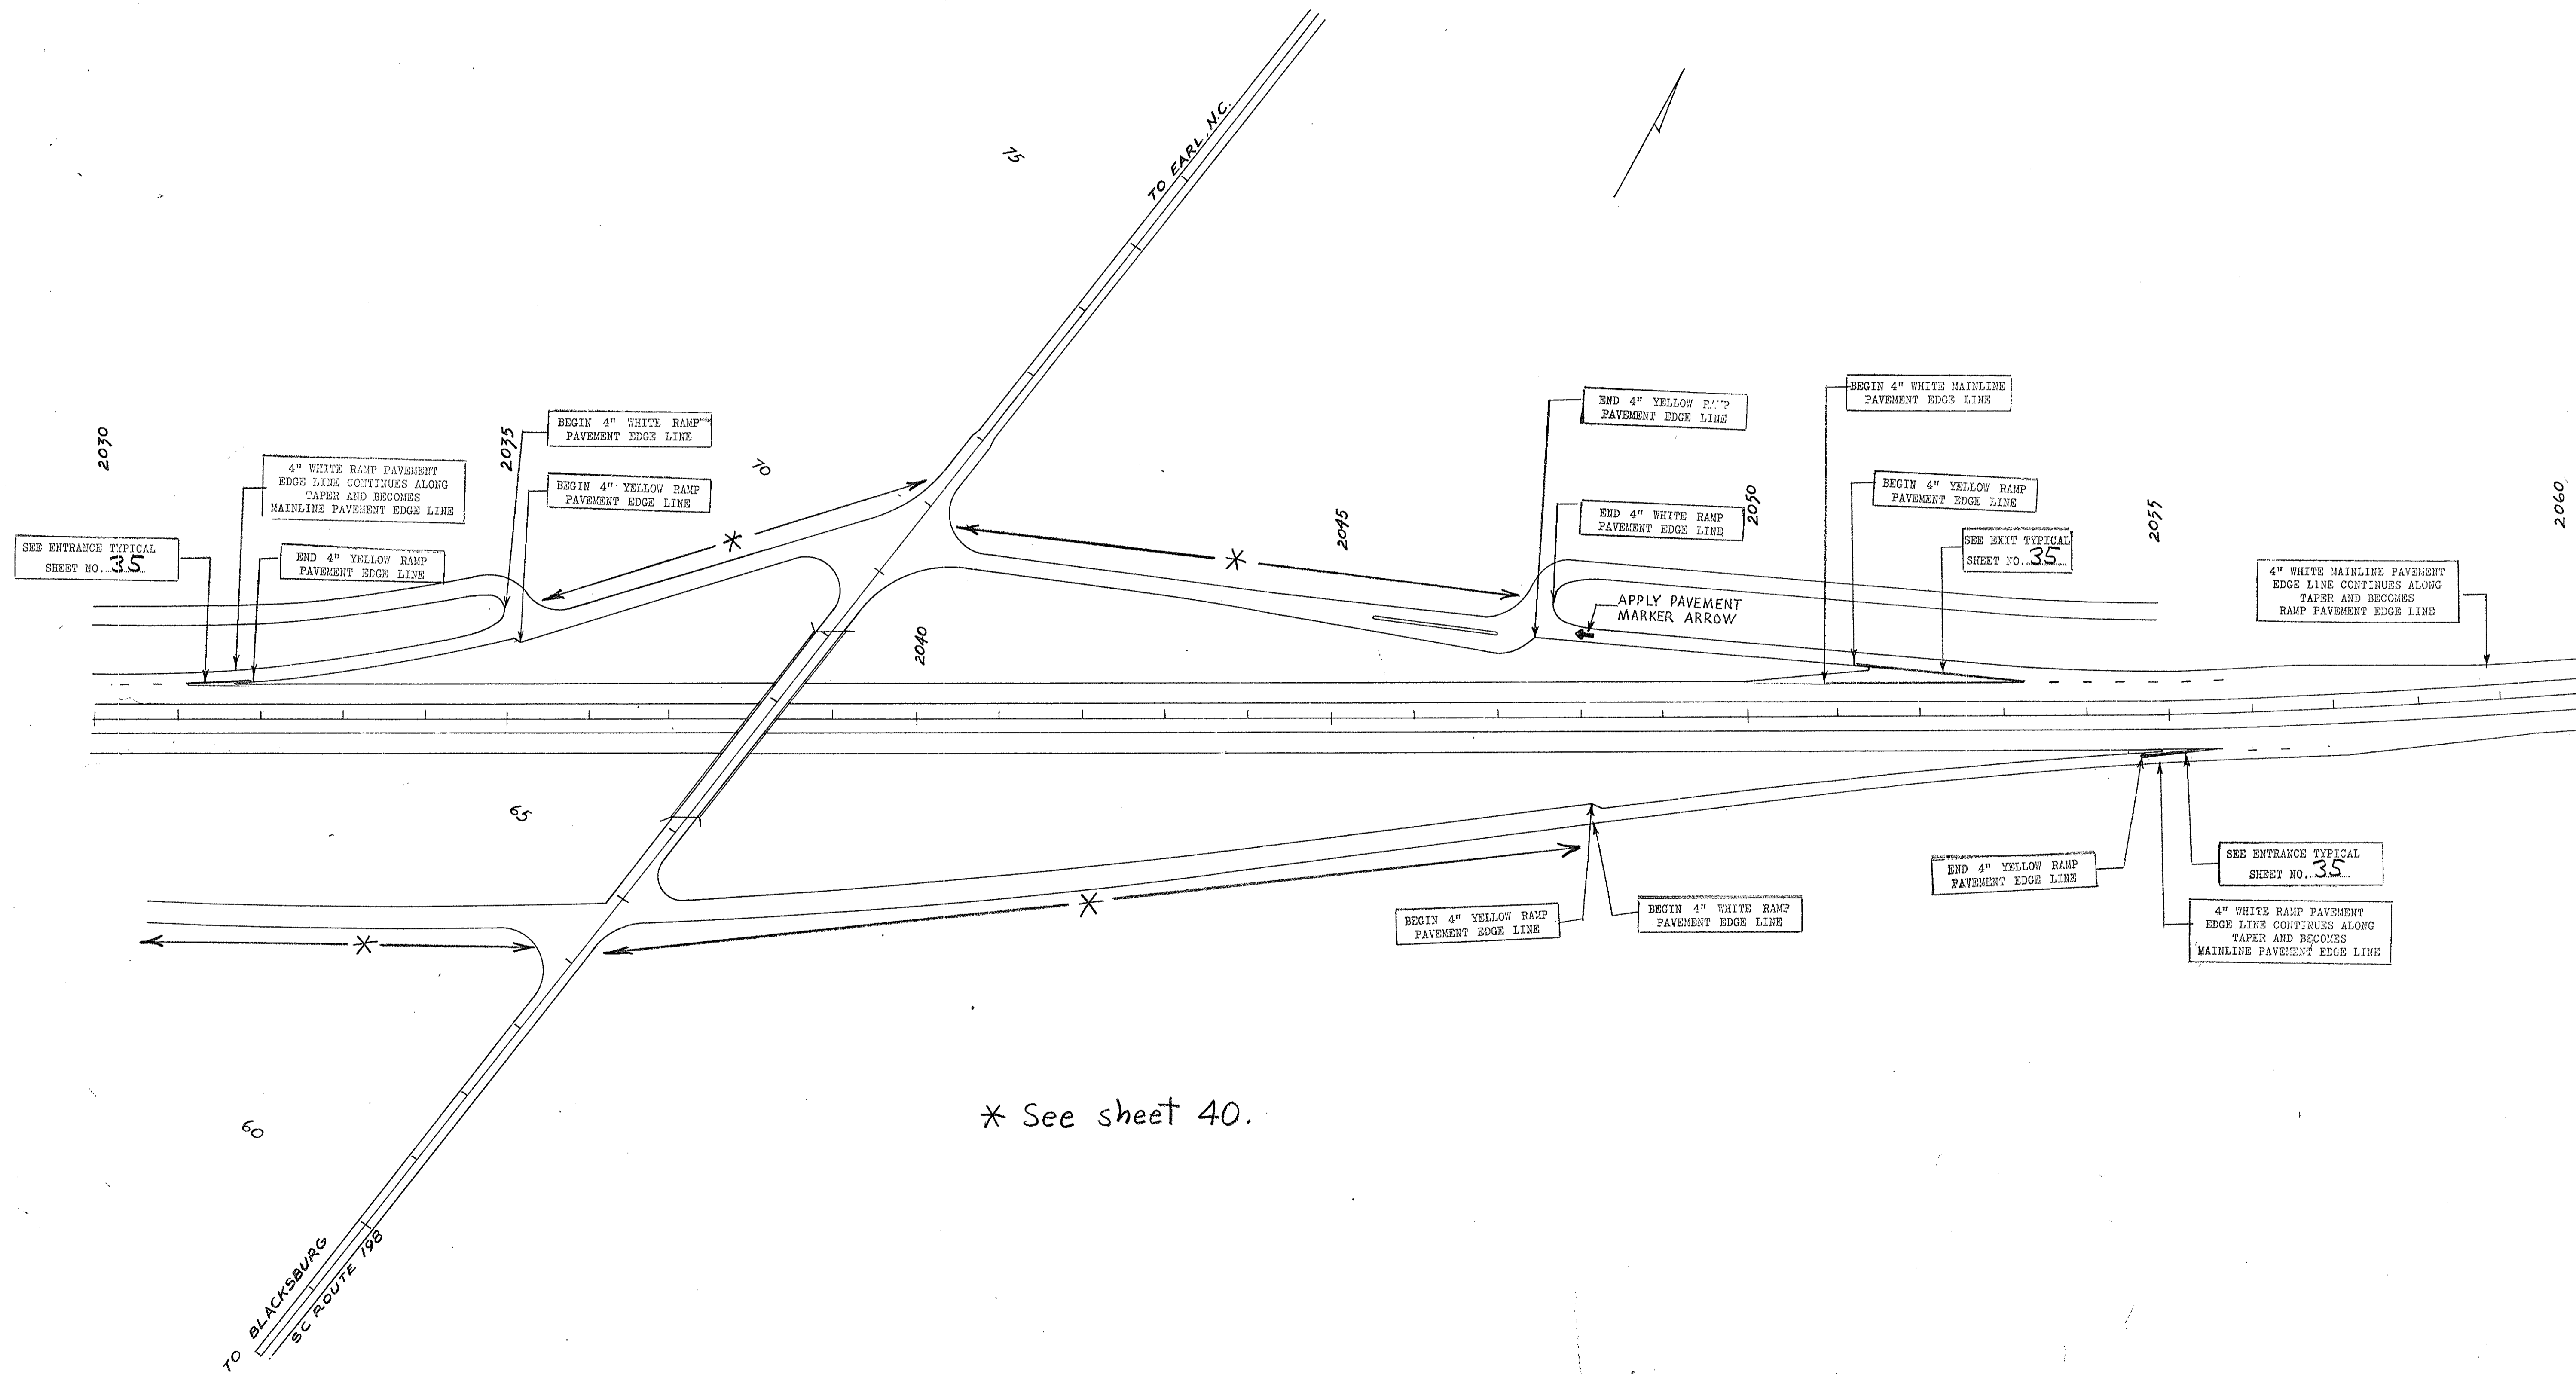 TO EARL, N.C.
75
BEGIN 4" WHITE MAINLINE
PAVEMENT EDGE LINE
END 4" YELLOW RAMP
PAVEMENT EDGE LINE
BEGIN 4" WHITE RAMP
PAVEMENT EDGE LINE
2030
2035
70
4" WHITE RAMP PAVEMENT
EDGE LINE CONTINUES ALONG
TAPER AND BECOMES
MAINLINE PAVEMENT EDGE LINE
BEGIN 4" YELLOW RAMP
PAVEMENT EDGE LINE
2045
END 4" WHITE RAMP
PAVEMENT EDGE LINE
2050
BEGIN 4" YELLOW RAMP
PAVEMENT EDGE LINE
2055
2060
SEE ENTRANCE TYPICAL
SHEET NO. 35
END 4" YELLOW RAMP
PAVEMENT EDGE LINE
*
*
SEE EXIT TYPICAL
SHEET NO. 35
4" WHITE MAINLINE PAVEMENT
EDGE LINE CONTINUES ALONG
TAPER AND BECOMES
RAMP PAVEMENT EDGE LINE
APPLY PAVEMENT
MARKER ARROW
2040
65
END 4" YELLOW RAMP
PAVEMENT EDGE LINE
SEE ENTRANCE TYPICAL
SHEET NO. 35
*
*
BEGIN 4" YELLOW RAMP
PAVEMENT EDGE LINE
BEGIN 4" WHITE RAMP
PAVEMENT EDGE LINE
4" WHITE RAMP PAVEMENT
EDGE LINE CONTINUES ALONG
TAPER AND BECOMES
MAINLINE PAVEMENT EDGE LINE
60
* See sheet 40.
TO BLACKSBURG
SC ROUTE 198